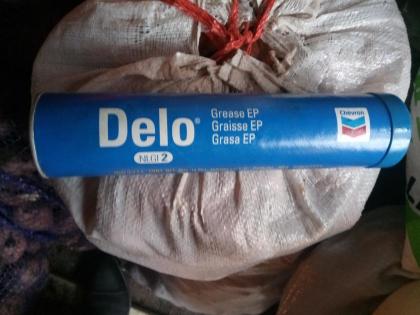 Delo®
NLGI 2
Grease EP
Graisse EP
Grasa EP
Chevron